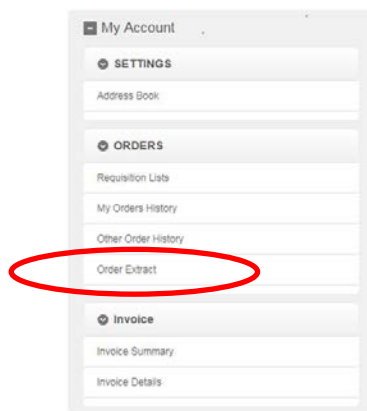 My Account
SETTINGS
Address Book
ORDERS
Requisition Lists
My Orders History
Other Order History
Order Extract
Invoice
Invoice Summary
Invoice Details